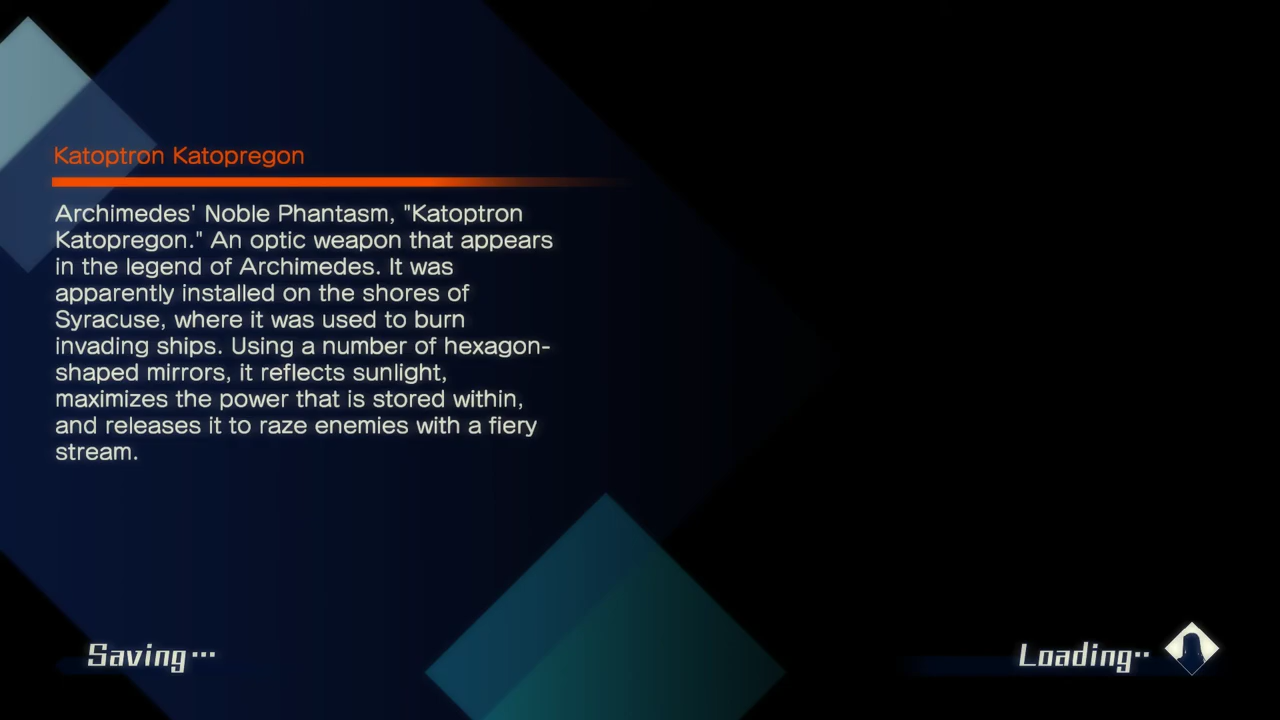 Katoptron Katopregon
Archimedes' Noble Phantasm, "Katoptron
Katopregon." An optic weapon that appears
in the legend of Archimedes. It was
apparently installed on the shores of
Syracuse, where it was used to burn
invading ships. Using a number of hexagon-
shaped mirrors, it reflects sunlight,
maximizes the power that is stored within,
and releases it to raze enemies with a fiery
stream.
Saving···
Loading··